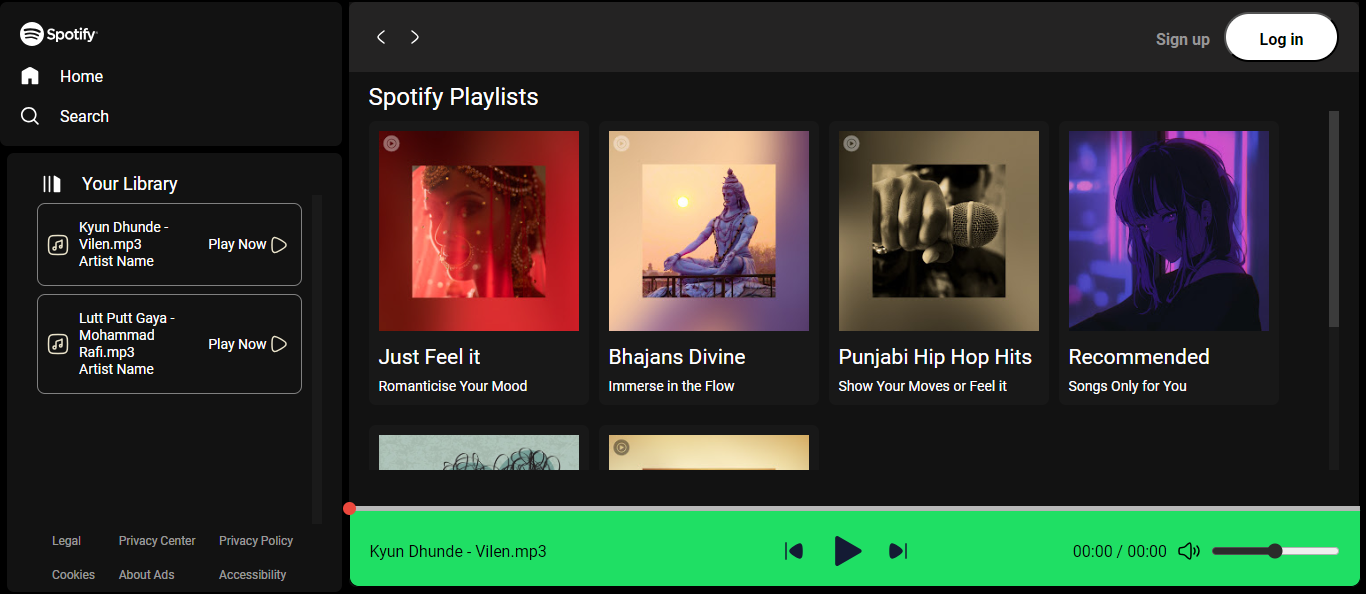 Spotify
Home
Search
Your Library
Kyun Dhunde -
Vilen.mp3
Artist Name
Play Now
Lutt Putt Gaya -
Mohammad
Rafi.mp3
Artist Name
Play Now
Legal
Privacy Center
Privacy Policy
Cookies
About Ads
Accessibility
Sign up
Log in
Spotify Playlists
Just Feel it
Romanticise Your Mood
Bhajans Divine
Immerse in the Flow
Punjabi Hip Hop Hits
Show Your Moves or Feel it
Recommended
Songs Only for You
Kyun Dhunde - Vilen.mp3
00:00 / 00:00